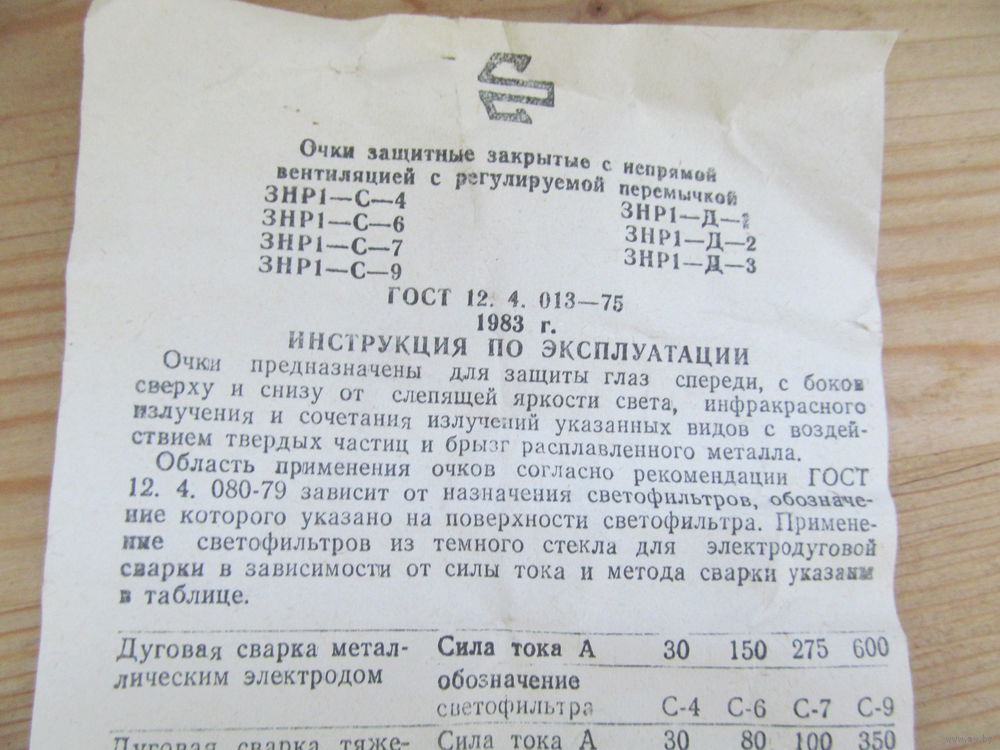 Очки защитные закрытые с непрямой
вентиляцией с регулируемой перемычкой
ЗНР1—С—4
ЗНР1—С—6
ЗНР1—С—7
ЗНР1—С—9
ЗНР1—Д—1
ЗНР1—Д—2
ЗНР1—Д—3
ГОСТ 12. 4. 013—75
1983 г.
ИНСТРУКЦИЯ ПО ЭКСПЛУАТАЦИИ
Очки предназначены для защиты глаз спереди, с боков
сверху и снизу от слепящей яркости света, инфракрасного
излучения и сочетания излучений указанных видов с воздей-
ствием твердых частиц и брызг расплавленного металла.
Область применения очков согласно рекомендации ГОСТ
12. 4. 080-79 зависит от назначения светофильтров, обозначе-
ние которого указано на поверхности светофильтра. Примене-
ние светофильтров из темного стекла для электродуговой
сварки в зависимости от силы тока и метода сварки указаны
в таблице.
Дуговая сварка метал- Сила тока А 30 150 275 600
лическим электродом обозначение
светофильтра С-4 С-6 С-7 С-9
Дуговая сварка тяже- Сила тока А 30 80 100 350